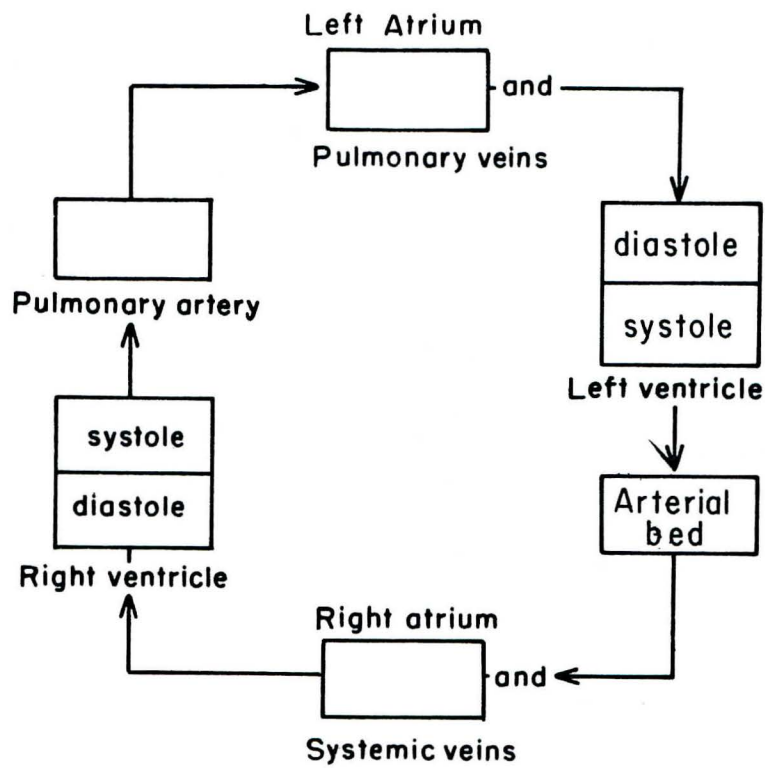 Left Atrium
and
Pulmonary veins
diastole
systole
Left ventricle
Arterial
bed
Pulmonary artery
systole
diastole
Right ventricle
Right atrium
and
Systemic veins